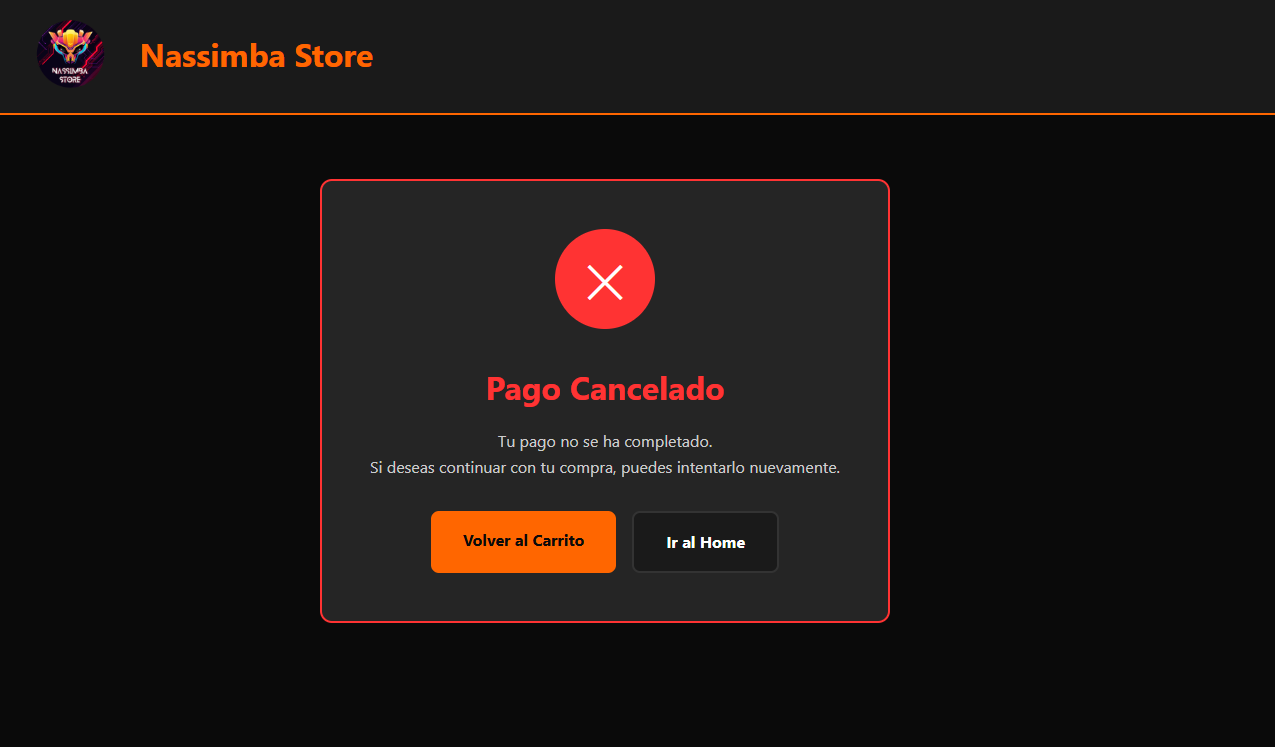 NASSIMBA
STORE
Nassimba Store
Pago Cancelado
Tu pago no se ha completado.
Si deseas continuar con tu compra, puedes intentarlo nuevamente.
Volver al Carrito
Ir al Home